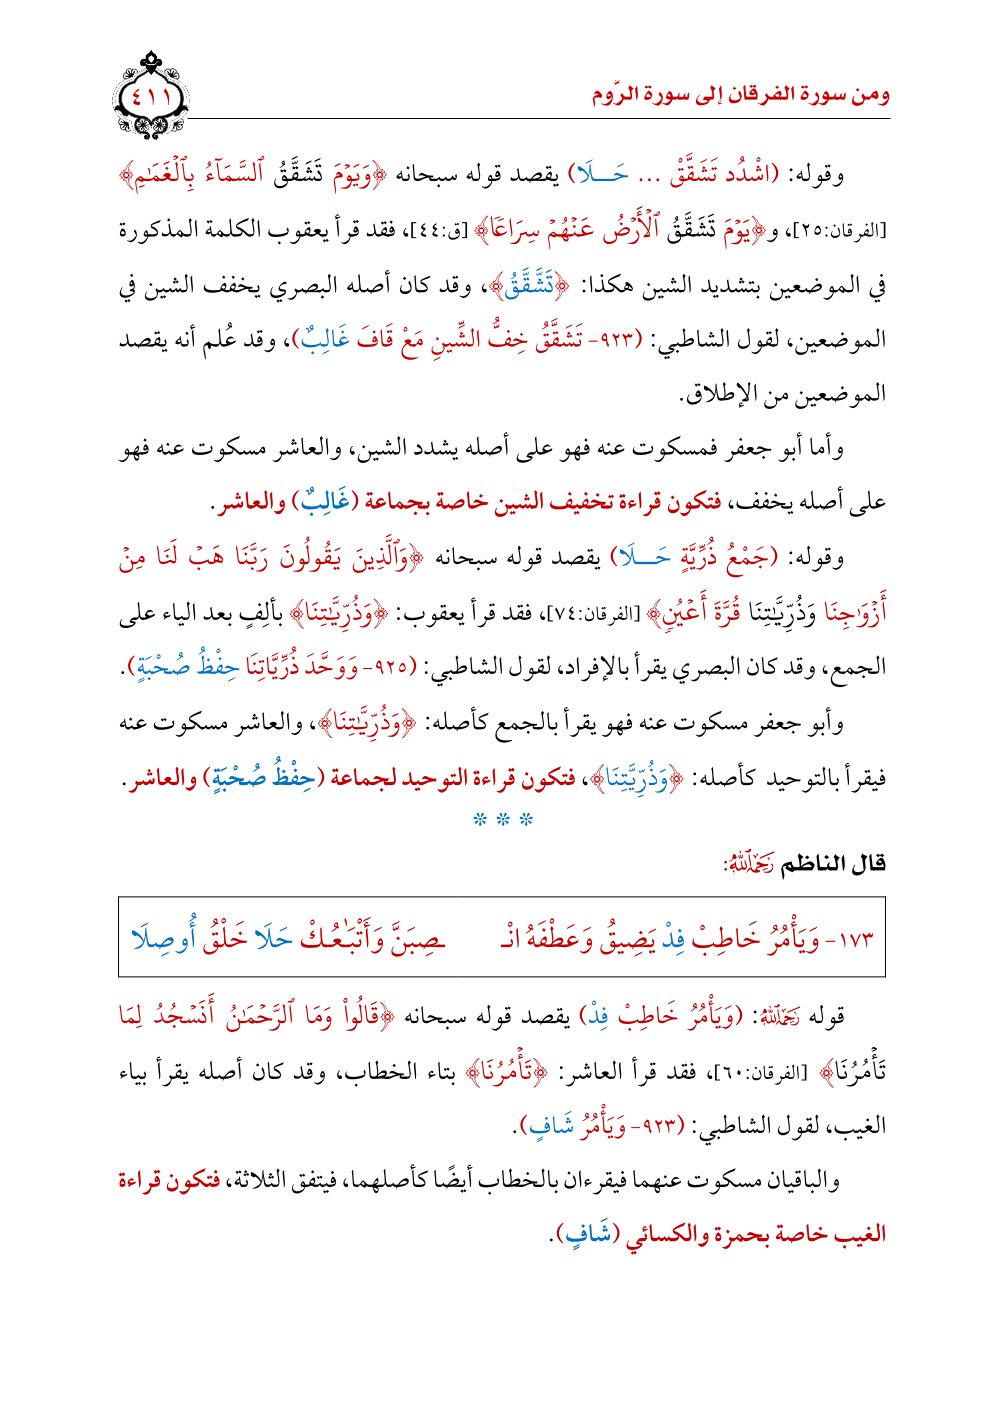 ومن سورة الفرقان إلى سورة الرّوم
٤١١
وقوله: (اشْدُد تَشَقَّقْ ... حَـــلَا) يقصد قوله سبحانه ﴿وَيَوۡمَ تَشَقَّقُ ٱلسَّمَآءُ بِٱلۡغَمَٰمِ﴾
[الفرقان:٢٥]، و﴿يَوۡمَ تَشَقَّقُ ٱلۡأَرۡضُ عَنۡهُمۡ سِرَاعٗا﴾ [ق:٤٤]، فقد قرأ يعقوب الكلمة المذكورة
في الموضعين بتشديد الشين هكذا: ﴿تَشَّقَّقُ﴾، وقد كان أصله البصري يخفف الشين في
الموضعين، لقول الشاطبي: (٩٢٣- تَشَقَّقُ خِفُّ الشِّينِ مَعْ قَافَ غَالِبٌ)، وقد عُلم أنه يقصد
الموضعين من الإطلاق.
وأما أبو جعفر فمسكوت عنه فهو على أصله يشدد الشين، والعاشر مسكوت عنه فهو
على أصله يخفف، فتكون قراءة تخفيف الشين خاصة بجماعة (غَالِبٌ) والعاشر.
وقوله: (جَمْعُ ذُرِّيَّةٍ حَـــلَا) يقصد قوله سبحانه ﴿وَٱلَّذِينَ يَقُولُونَ رَبَّنَا هَبۡ لَنَا مِنۡ
أَزۡوَٰجِنَا وَذُرِّيَّٰتِنَا قُرَّةَ أَعۡيُنٖ﴾ [الفرقان:٧٤]، فقد قرأ يعقوب: ﴿وَذُرِّيَّٰتِنَا﴾ بألِفٍ بعد الياء على
الجمع، وقد كان البصري يقرأ بالإفراد، لقول الشاطبي: (٩٢٥- وَوَحَّدَ ذُرِّيَّاتِنَا حِفْظُ صُحْبَةٍ).
وأبو جعفر مسكوت عنه فهو يقرأ بالجمع كأصله: ﴿وَذُرِّيَّٰتِنَا﴾، والعاشر مسكوت عنه
فيقرأ بالتوحيد كأصله: ﴿وَذُرِّيَّتِنَا﴾، فتكون قراءة التوحيد لجماعة (حِفْظُ صُحْبَةٍ) والعاشر.
* * *
قال الناظم رَحِمَهُ ٱللَّهُ:
١٧٣- وَيَأْمُرُ خَاطِبْ فِدْ يَضِيقُ وَعَطْفَهُ انْـ ـصِبَنَّ وَأَتْبَٰعُـكْ حَلَا خَلْقُ أُوصِلَا
قوله رَحِمَهُ ٱللَّهُ: (وَيَأْمُرُ خَاطِبْ فِدْ) يقصد قوله سبحانه ﴿قَالُواْ وَمَا ٱلرَّحۡمَٰنُ أَنَسۡجُدُ لِمَا
تَأۡمُرُنَا﴾ [الفرقان:٦٠]، فقد قرأ العاشر: ﴿تَأۡمُرُنَا﴾ بتاء الخطاب، وقد كان أصله يقرأ بياء
الغيب، لقول الشاطبي: (٩٢٣- وَيَأْمُرُ شَافٍ).
والباقيان مسكوت عنهما فيقرءان بالخطاب أيضًا كأصلهما، فيتفق الثلاثة، فتكون قراءة
الغيب خاصة بحمزة والكسائي (شَافٍ).